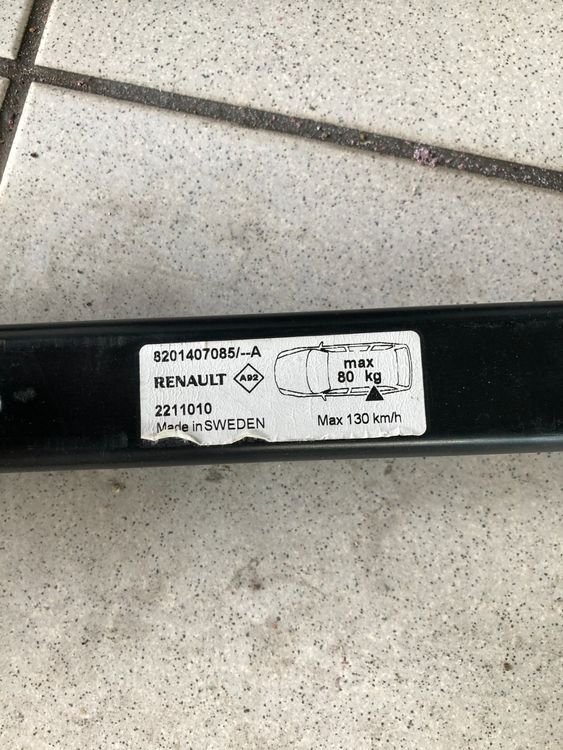 8201407085/--A
RENAULT A92
2211010
Made in SWEDEN
max
80 kg
Max 130 km/h